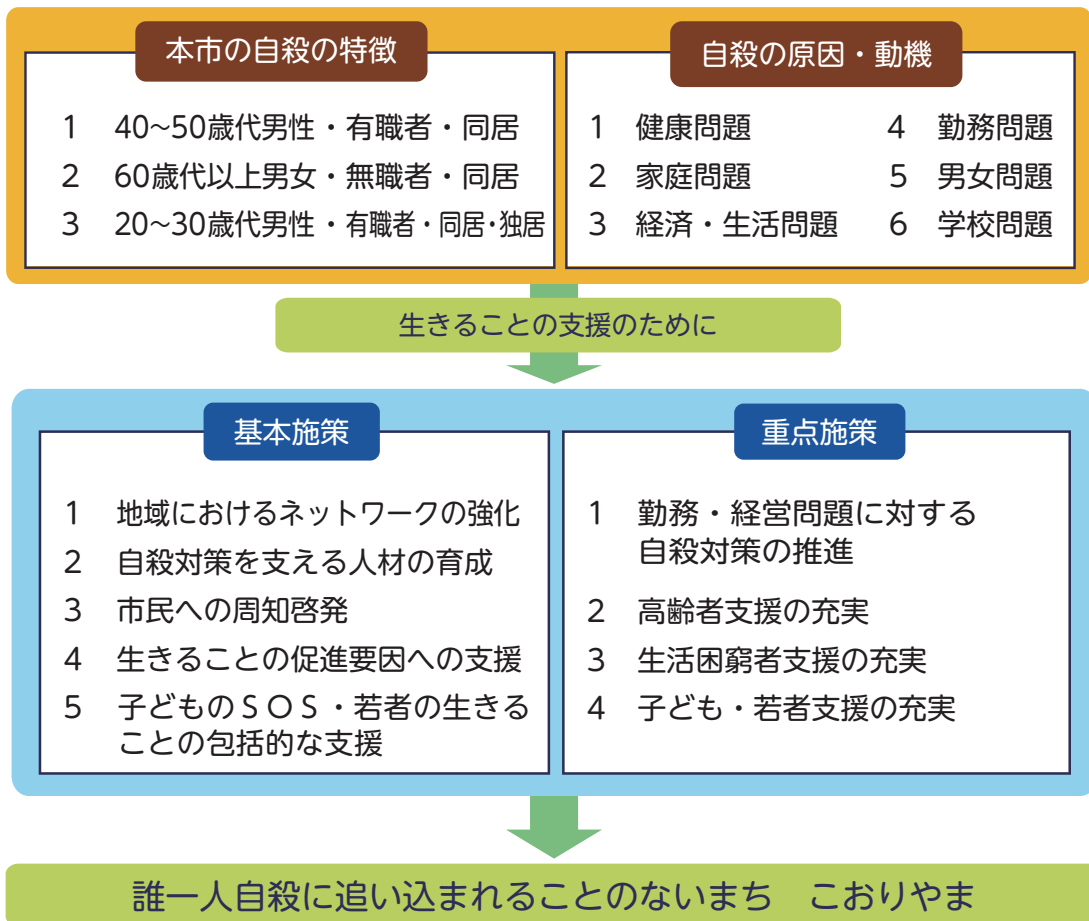 本市の自殺の特徴
1 40~50歳代男性・有職者・同居
2 60歳代以上男女・無職者・同居
3 20~30歳代男性・有職者・同居・独居
自殺の原因・動機
1 健康問題
2 家庭問題
3 経済・生活問題
4 勤務問題
5 男女問題
6 学校問題
生きることの支援のために
基本施策
1 地域におけるネットワークの強化
2 自殺対策を支える人材の育成
3 市民への周知啓発
4 生きることの促進要因への支援
5 子どものSOS・若者の生きる
ことの包括的な支援
重点施策
1 勤務・経営問題に対する
自殺対策の推進
2 高齢者支援の充実
3 生活困窮者支援の充実
4 子ども・若者支援の充実
誰一人自殺に追い込まれることのないまち こおりやま